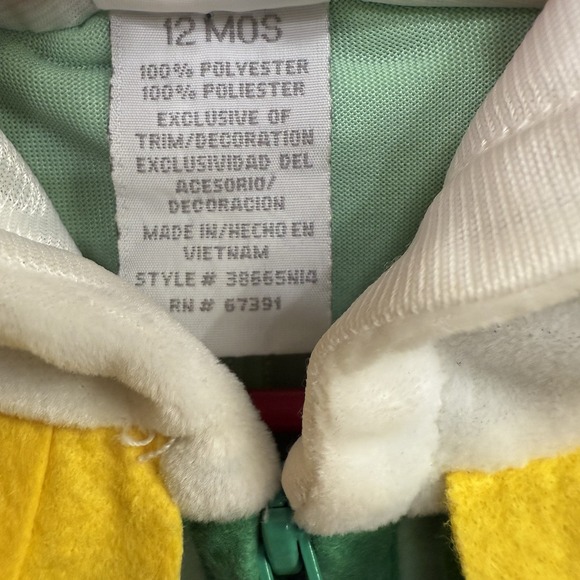 12 MOS
100% POLYESTER
100% POLIESTER
EXCLUSIVE OF
TRIM/DECORATION
EXCLUSIVIDAD DEL
ACESORIO/
DECORACION
MADE IN/HECHO EN
VIETNAM
STYLE # 38665N14
RN # 67391